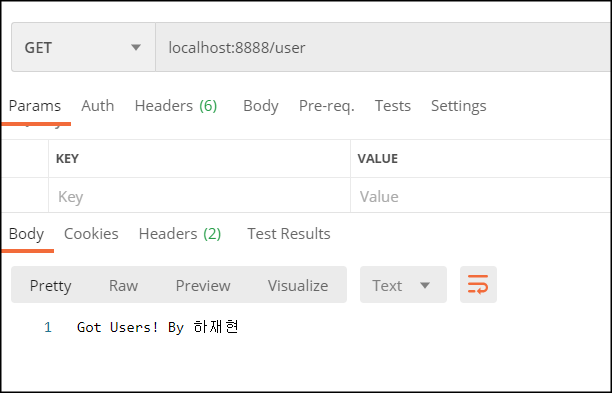 GET localhost:8888/user
Params Auth Headers (6) Body Pre-req. Tests Settings
KEY VALUE
Key Value
Body Cookies Headers (2) Test Results
Pretty Raw Preview Visualize Text
1 Got Users! By 하재현